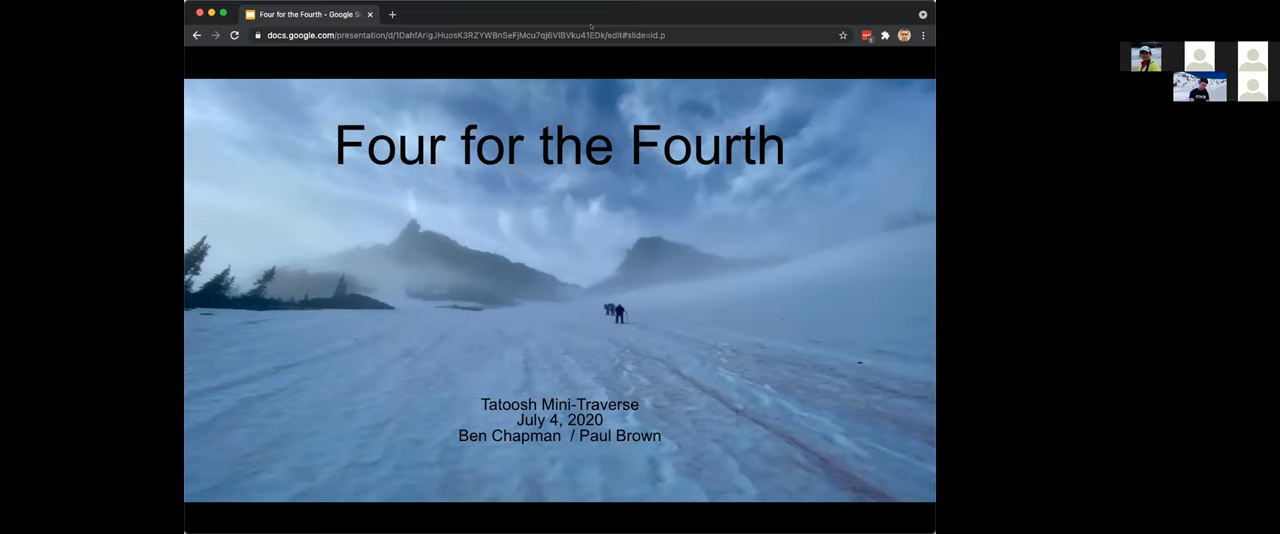 Four for the Fourth - Google S
docs.google.com/presentation/d/1DahfArigJHuosK3RZYWBnSeFjMcu7qj6VIBVku41EDk/edit#slide=id.p
Four for the Fourth
Tatoosh Mini-Traverse
July 4, 2020
Ben Chapman / Paul Brown